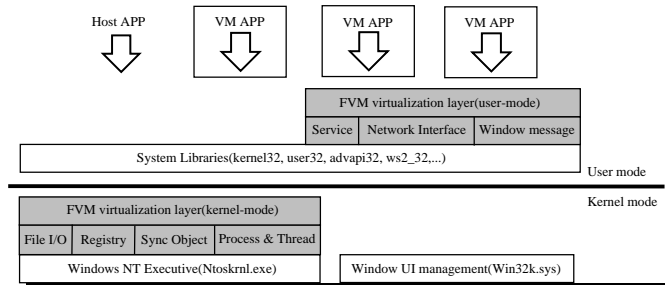 Host APP VM APP VM APP VM APP
FVM virtualization layer(user-mode)
Service Network Interface Window message
System Libraries(kernel32, user32, advapi32, ws2_32,...)
User mode
Kernel mode
FVM virtualization layer(kernel-mode)
File I/O Registry Sync Object Process & Thread
Windows NT Executive(Ntoskrnl.exe) Window UI management(Win32k.sys)